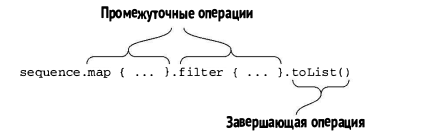 Промежуточные операции
sequence.map { ... }.filter { ... }.toList()
Завершающая операция